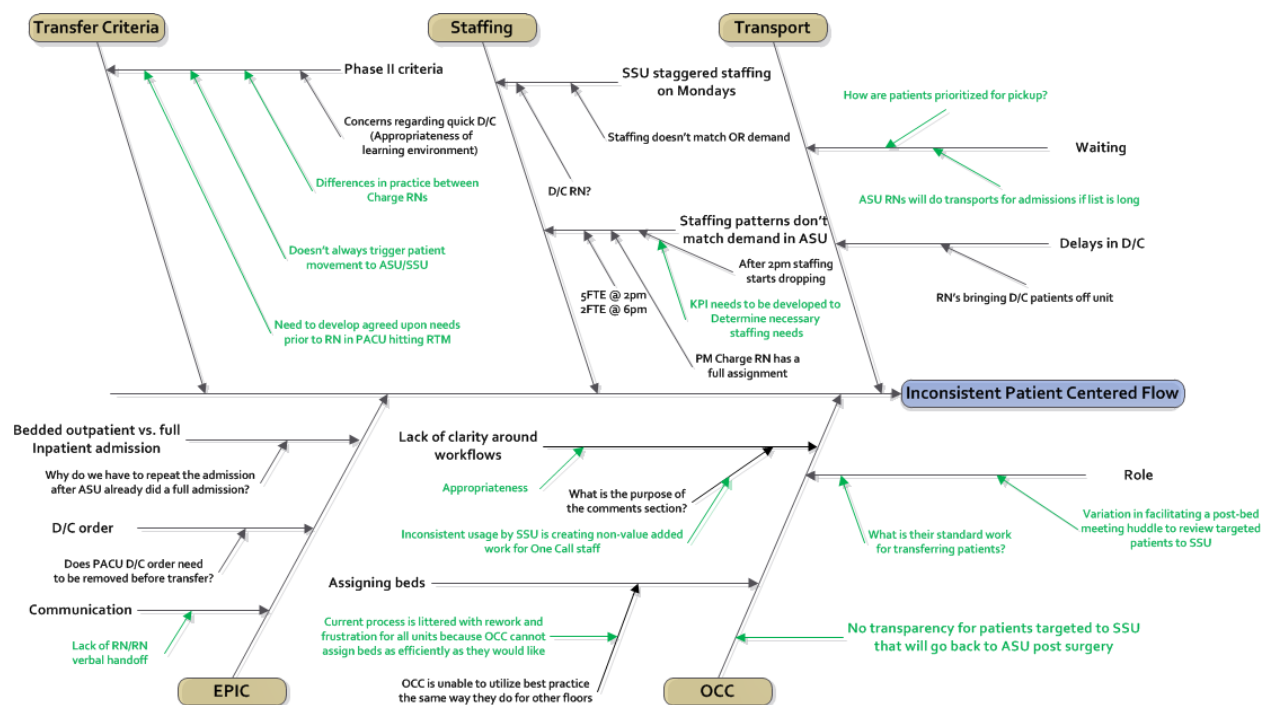 Transfer Criteria
Staffing
Transport
Phase II criteria
Concerns regarding quick D/C
(Appropriateness of
learning environment)
Differences in practice between
Charge RNs
Doesn't always trigger patient
movement to ASU/SSU
Need to develop agreed upon needs
prior to RN in PACU hitting RTM
SSU staggered staffing
on Mondays
Staffing doesn't match OR demand
D/C RN?
Staffing patterns don't
match demand in ASU
After 2pm staffing
starts dropping
5FTE @ 2pm
2FTE @ 6pm
KPI needs to be developed to
Determine necessary
staffing needs
PM Charge RN has a
full assignment
How are patients prioritized for pickup?
Waiting
ASU RNs will do transports for admissions if list is long
Delays in D/C
RN's bringing D/C patients off unit
Inconsistent Patient Centered Flow
Bedded outpatient vs. full
Inpatient admission
Why do we have to repeat the admission
after ASU already did a full admission?
D/C order
Does PACU D/C order need
to be removed before transfer?
Communication
Lack of RN/RN
verbal handoff
EPIC
Lack of clarity around
workflows
Appropriateness
What is the purpose of
the comments section?
Inconsistent usage by SSU is creating non-value added
work for One Call staff
Role
Variation in facilitating a post-bed
meeting huddle to review targeted
patients to SSU
What is their standard work
for transferring patients?
Assigning beds
Current process is littered with rework and
frustration for all units because OCC cannot
assign beds as efficiently as they would like
OCC is unable to utilize best practice
the same way they do for other floors
No transparency for patients targeted to SSU
that will go back to ASU post surgery
OCC